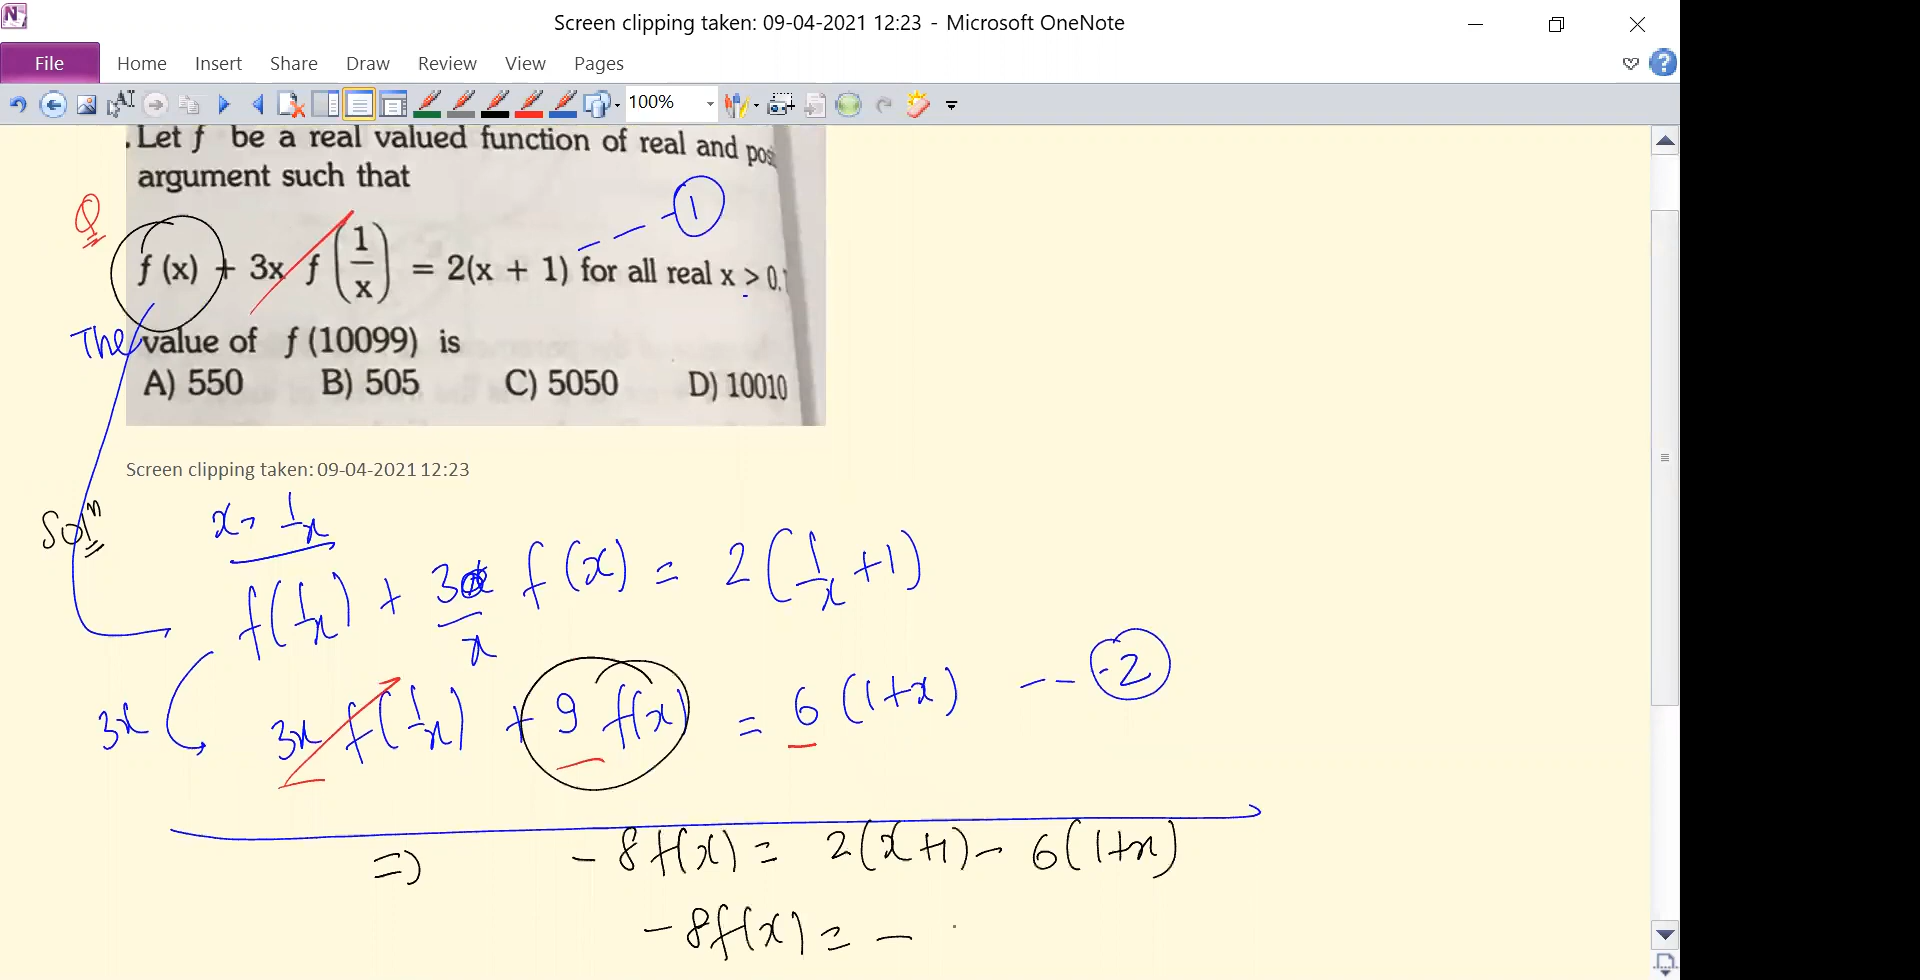 Screen clipping taken: 09-04-2021 12:23 - Microsoft OneNote
File Home Insert Share Draw Review View Pages
100%
. Let f be a real valued function of real and pos
argument such that
Q
f (x) + 3x f (1/x) = 2(x + 1) for all real x > 0. --- 1
The value of f (10099) is
A) 550 B) 505 C) 5050 D) 10010
Screen clipping taken: 09-04-2021 12:23
Solⁿ
x → 1/x
f(1/x) + 3/x f(x) = 2(1/x + 1)
3x 3x f(1/x) + 9 f(x) = 6(1+x) --- 2
=> -8f(x) = 2(x+1) - 6(1+x)
-8f(x) = -